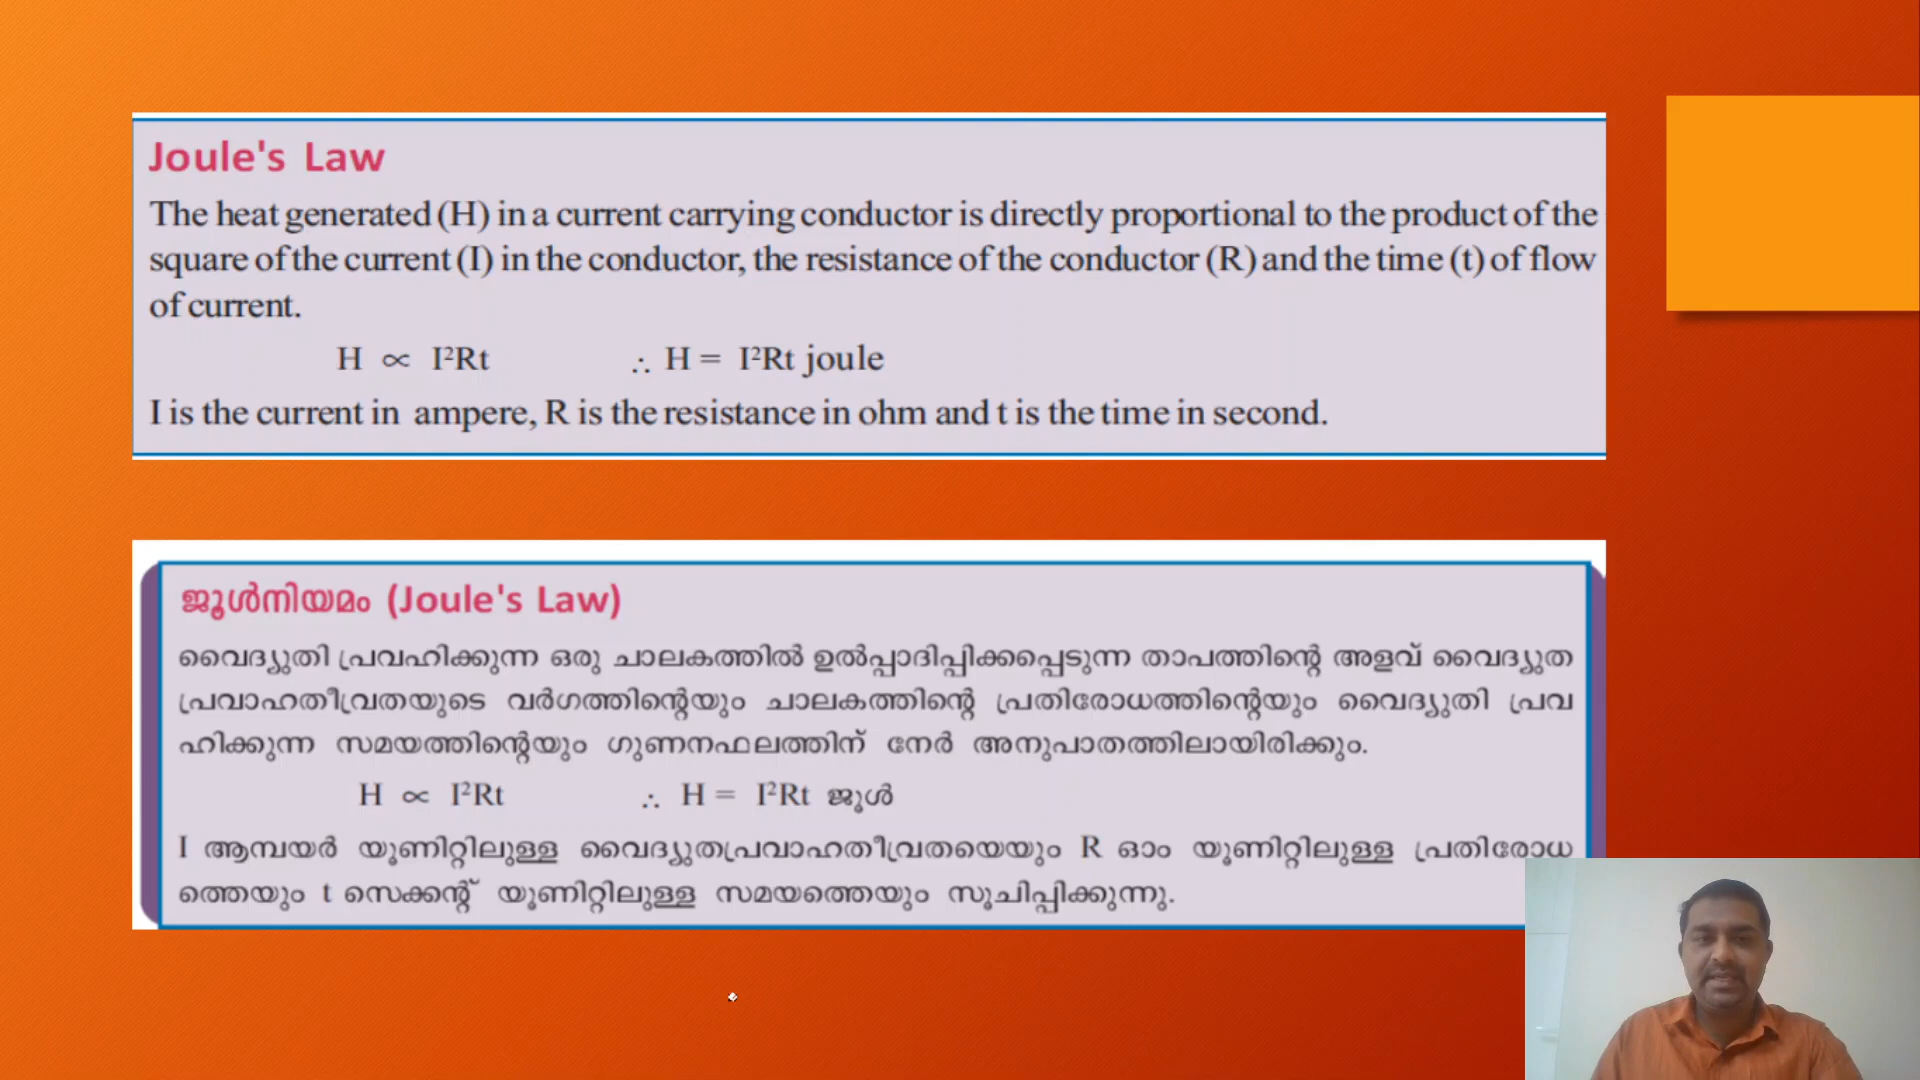 Joule's Law
The heat generated (H) in a current carrying conductor is directly proportional to the product of the
square of the current (I) in the conductor, the resistance of the conductor (R) and the time (t) of flow
of current.
H ∝ I²Rt ∴ H = I²Rt joule
I is the current in ampere, R is the resistance in ohm and t is the time in second.
ജൂൾനിയമം (Joule's Law)
വൈദ്യുതി പ്രവഹിക്കുന്ന ഒരു ചാലകത്തിൽ ഉൽപ്പാദിപ്പിക്കപ്പെടുന്ന താപത്തിന്റെ അളവ് വൈദ്യുത
പ്രവാഹതീവ്രതയുടെ വർഗത്തിന്റെയും ചാലകത്തിന്റെ പ്രതിരോധത്തിന്റെയും വൈദ്യുതി പ്രവ
ഹിക്കുന്ന സമയത്തിന്റെയും ഗുണനഫലത്തിന് നേർ അനുപാതത്തിലായിരിക്കും.
H ∝ I²Rt ∴ H = I²Rt ജൂൾ
I ആമ്പയർ യൂണിറ്റിലുള്ള വൈദ്യുതപ്രവാഹതീവ്രതയെയും R ഓം യൂണിറ്റിലുള്ള പ്രതിരോധ
ത്തെയും t സെക്കന്റ് യൂണിറ്റിലുള്ള സമയത്തെയും സൂചിപ്പിക്കുന്നു.